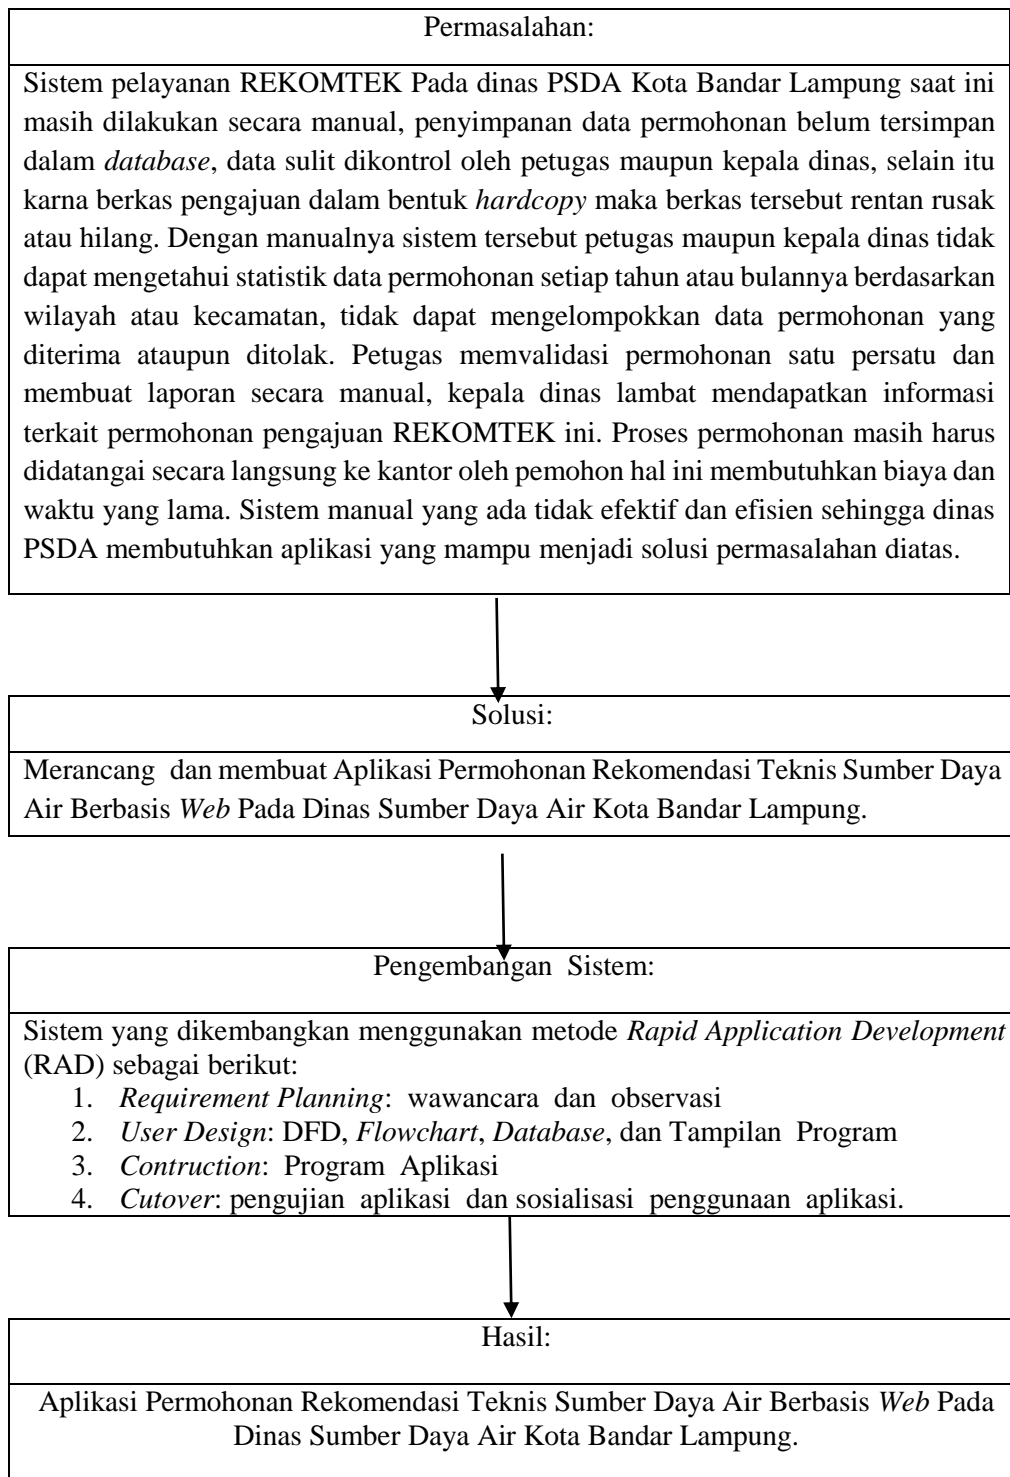 Permasalahan:
Sistem pelayanan REKOMTEK Pada dinas PSDA Kota Bandar Lampung saat ini
masih dilakukan secara manual, penyimpanan data permohonan belum tersimpan
dalam database, data sulit dikontrol oleh petugas maupun kepala dinas, selain itu
karna berkas pengajuan dalam bentuk hardcopy maka berkas tersebut rentan rusak
atau hilang. Dengan manualnya sistem tersebut petugas maupun kepala dinas tidak
dapat mengetahui statistik data permohonan setiap tahun atau bulannya berdasarkan
wilayah atau kecamatan, tidak dapat mengelompokkan data permohonan yang
diterima ataupun ditolak. Petugas memvalidasi permohonan satu persatu dan
membuat laporan secara manual, kepala dinas lambat mendapatkan informasi
terkait permohonan pengajuan REKOMTEK ini. Proses permohonan masih harus
didatangai secara langsung ke kantor oleh pemohon hal ini membutuhkan biaya dan
waktu yang lama. Sistem manual yang ada tidak efektif dan efisien sehingga dinas
PSDA membutuhkan aplikasi yang mampu menjadi solusi permasalahan diatas.
Solusi:
Merancang dan membuat Aplikasi Permohonan Rekomendasi Teknis Sumber Daya
Air Berbasis Web Pada Dinas Sumber Daya Air Kota Bandar Lampung.
Pengembangan Sistem:
Sistem yang dikembangkan menggunakan metode Rapid Application Development
(RAD) sebagai berikut:
1. Requirement Planning: wawancara dan observasi
2. User Design: DFD, Flowchart, Database, dan Tampilan Program
3. Contruction: Program Aplikasi
4. Cutover: pengujian aplikasi dan sosialisasi penggunaan aplikasi.
Hasil:
Aplikasi Permohonan Rekomendasi Teknis Sumber Daya Air Berbasis Web Pada
Dinas Sumber Daya Air Kota Bandar Lampung.